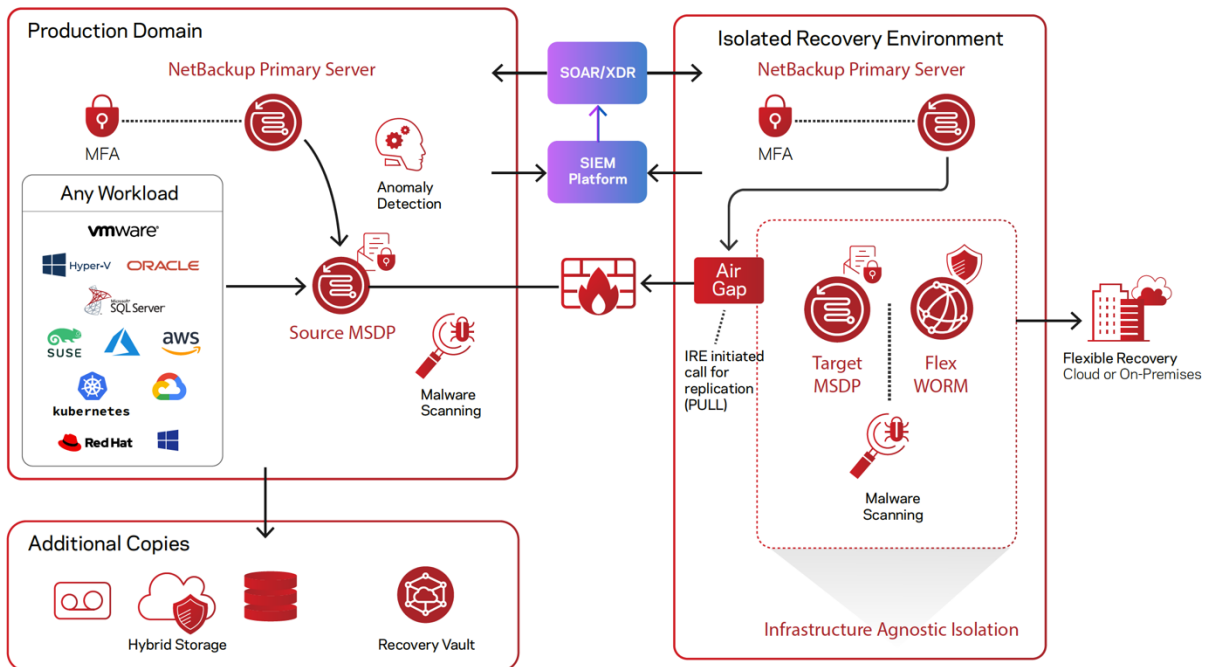 Production Domain
NetBackup Primary Server
MFA
Anomaly
Detection
Any Workload
vmware®
Hyper-V
ORACLE
Microsoft
SQL Server
SUSE
aws
kubernetes
Red Hat
Source MSDP
Malware
Scanning
SOAR/XDR
SIEM
Platform
Isolated Recovery Environment
NetBackup Primary Server
MFA
Air
Gap
IRE initiated
call for
replication
(PULL)
Target
MSDP
Flex
WORM
Malware
Scanning
Infrastructure Agnostic Isolation
Flexible Recovery
Cloud or On-Premises
Additional Copies
Hybrid Storage
Recovery Vault